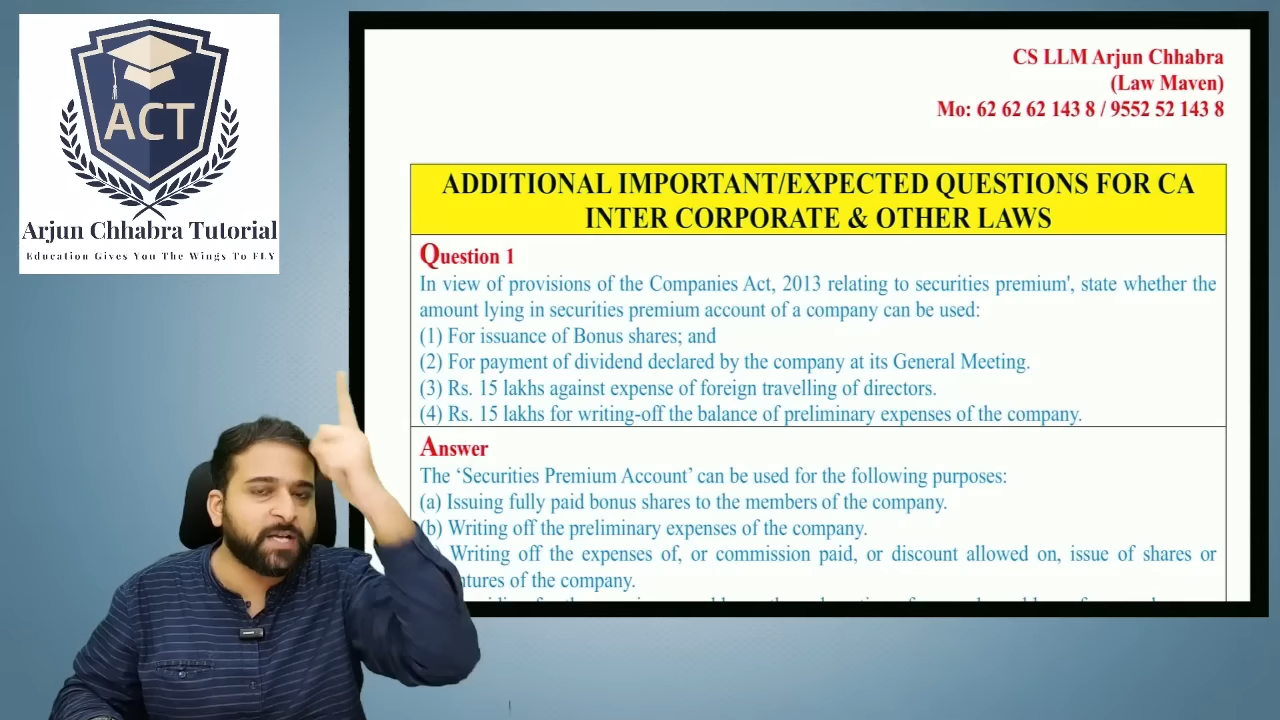 ACT
Arjun Chhabra Tutorial
Education Gives You The Wings To FLY
CS LLM Arjun Chhabra
(Law Maven)
Mo: 62 62 62 143 8 / 9552 52 143 8
ADDITIONAL IMPORTANT/EXPECTED QUESTIONS FOR CA
INTER CORPORATE & OTHER LAWS
Question 1
In view of provisions of the Companies Act, 2013 relating to securities premium', state whether the
amount lying in securities premium account of a company can be used:
(1) For issuance of Bonus shares; and
(2) For payment of dividend declared by the company at its General Meeting.
(3) Rs. 15 lakhs against expense of foreign travelling of directors.
(4) Rs. 15 lakhs for writing-off the balance of preliminary expenses of the company.
Answer
The ‘Securities Premium Account’ can be used for the following purposes:
(a) Issuing fully paid bonus shares to the members of the company.
(b) Writing off the preliminary expenses of the company.
Writing off the expenses of, or commission paid, or discount allowed on, issue of shares or
of the company.